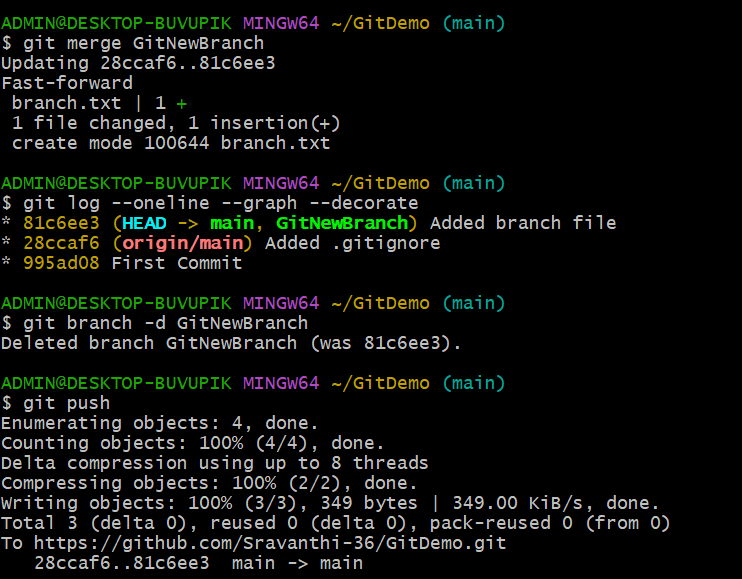 ADMIN@DESKTOP-BUVUPIK MINGW64 ~/GitDemo (main)
$ git merge GitNewBranch
Updating 28ccaf6..81c6ee3
Fast-forward
 branch.txt | 1 +
 1 file changed, 1 insertion(+)
 create mode 100644 branch.txt

ADMIN@DESKTOP-BUVUPIK MINGW64 ~/GitDemo (main)
$ git log --oneline --graph --decorate
* 81c6ee3 (HEAD -> main, GitNewBranch) Added branch file
* 28ccaf6 (origin/main) Added .gitignore
* 995ad08 First Commit

ADMIN@DESKTOP-BUVUPIK MINGW64 ~/GitDemo (main)
$ git branch -d GitNewBranch
Deleted branch GitNewBranch (was 81c6ee3).

ADMIN@DESKTOP-BUVUPIK MINGW64 ~/GitDemo (main)
$ git push
Enumerating objects: 4, done.
Counting objects: 100% (4/4), done.
Delta compression using up to 8 threads
Compressing objects: 100% (2/2), done.
Writing objects: 100% (3/3), 349 bytes | 349.00 KiB/s, done.
Total 3 (delta 0), reused 0 (delta 0), pack-reused 0 (from 0)
To https://github.com/Sravanthi-36/GitDemo.git
   28ccaf6..81c6ee3  main -> main